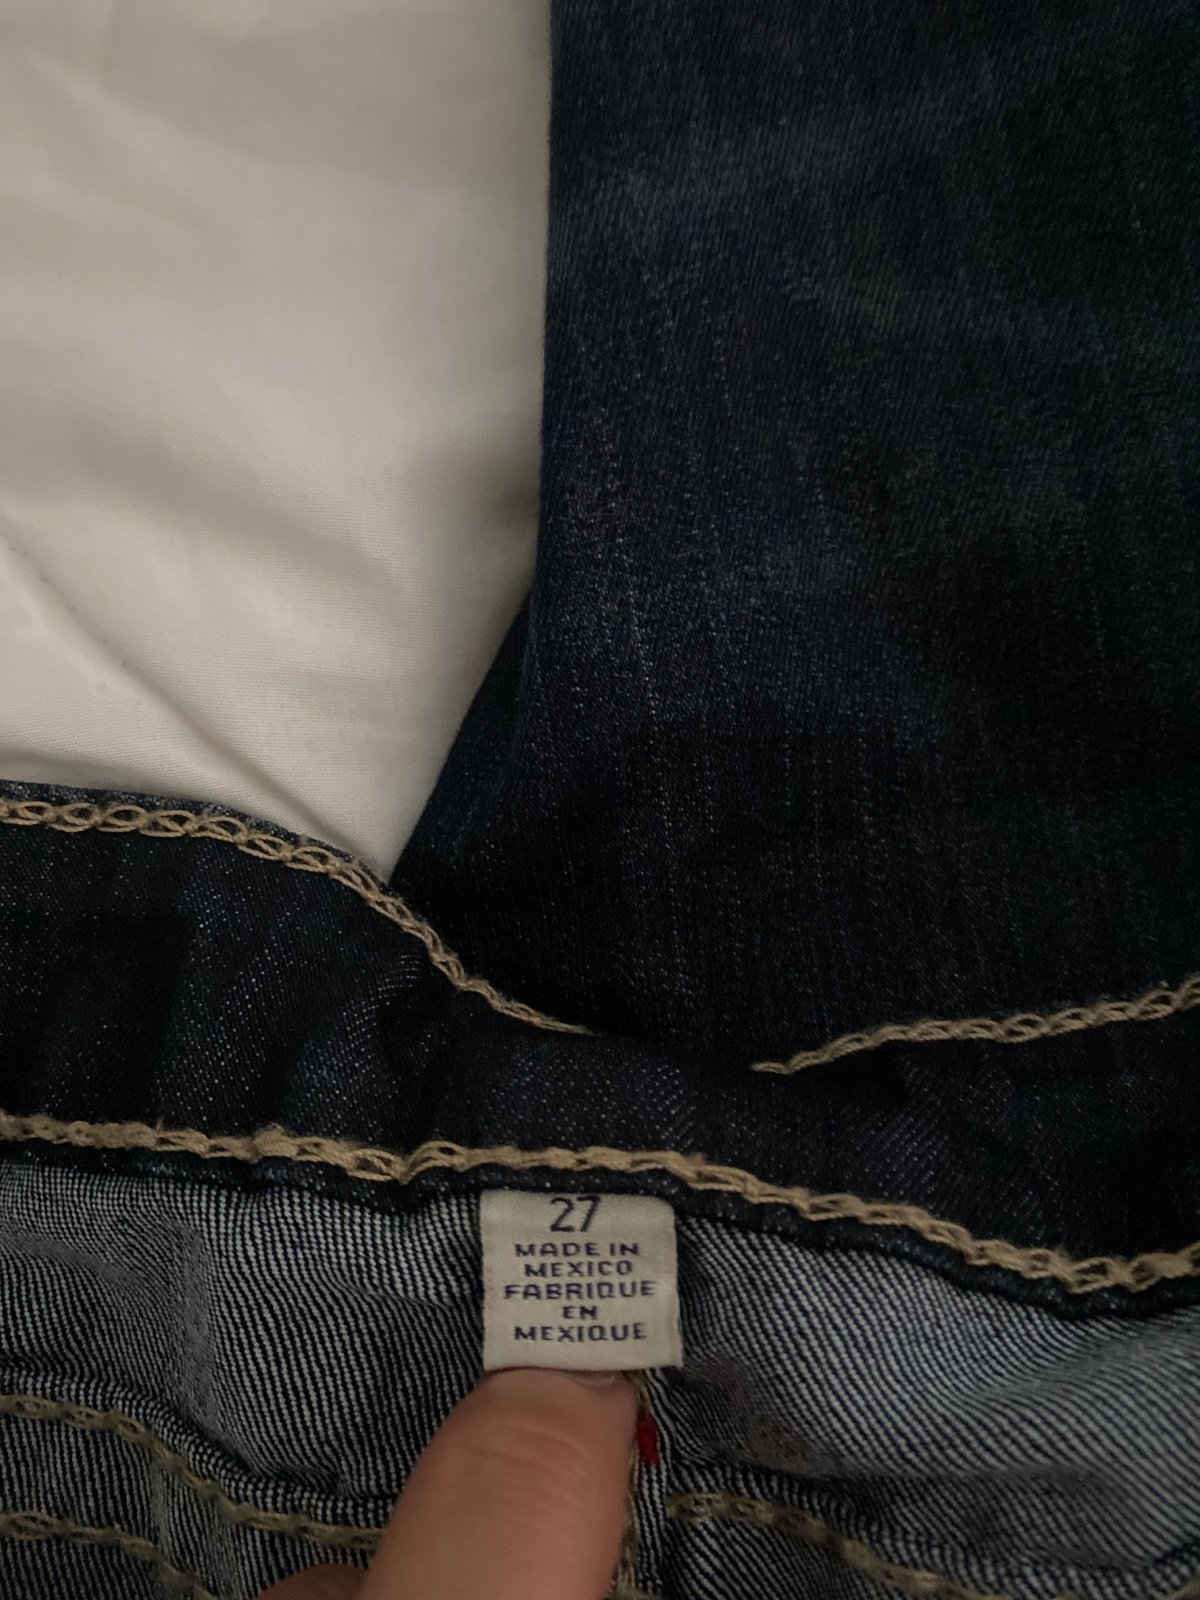 27
MADE IN
MEXICO
FABRIQUE
EN
MEXIQUE